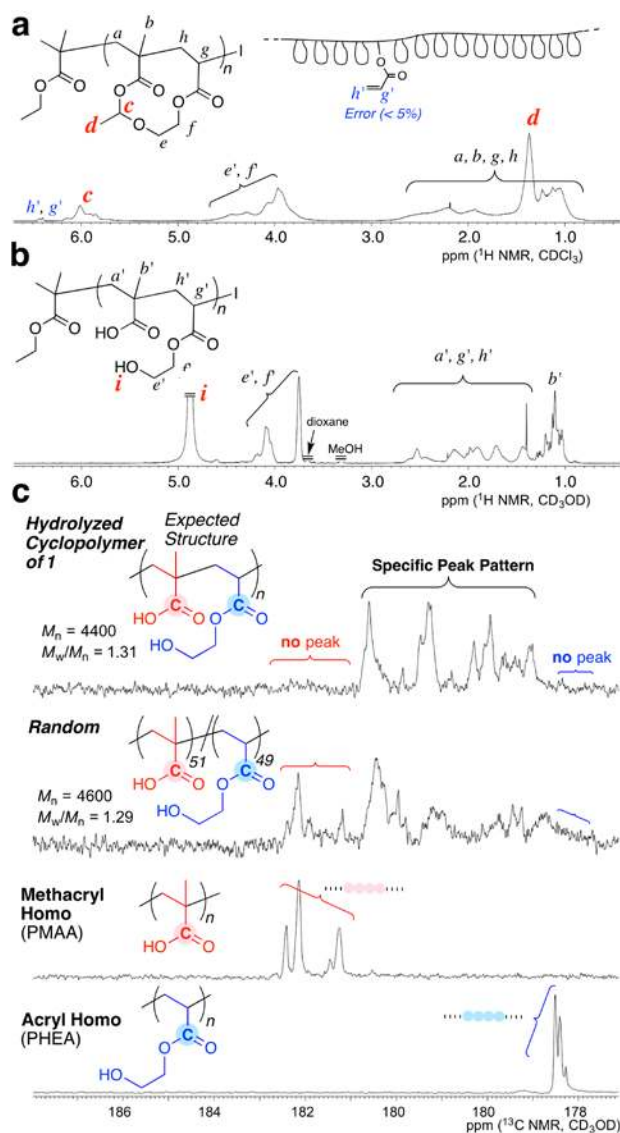 a
a
b
h
g
I
n
O
O
O
O
O
O
c
d
e
f
O
O
h'
g'
Error (< 5%)
d
a, b, g, h
e', f'
h', g'
c
6.0 5.0 4.0 3.0 2.0 1.0
ppm (¹H NMR, CDCl₃)
b
a'
b'
h'
g'
I
n
O
O
HO
O
O
O
HO
i
e'
f'
i
e', f'
dioxane
MeOH
a', g', h'
b'
6.0 5.0 4.0 3.0 2.0 1.0
ppm (¹H NMR, CD₃OD)
c
Hydrolyzed
Cyclopolymer
of 1
Expected
Structure
n
HO C O
C O
O
HO
Mn = 4400
Mw/Mn = 1.31
Specific Peak Pattern
no peak
no peak
Random
51
49
HO C O
C O
O
HO
Mn = 4600
Mw/Mn = 1.29
Methacryl
Homo
(PMAA)
n
HO C O
Acryl Homo
(PHEA)
n
C O
O
HO
186 184 182 180 180 178
ppm (¹³C NMR, CD₃OD)